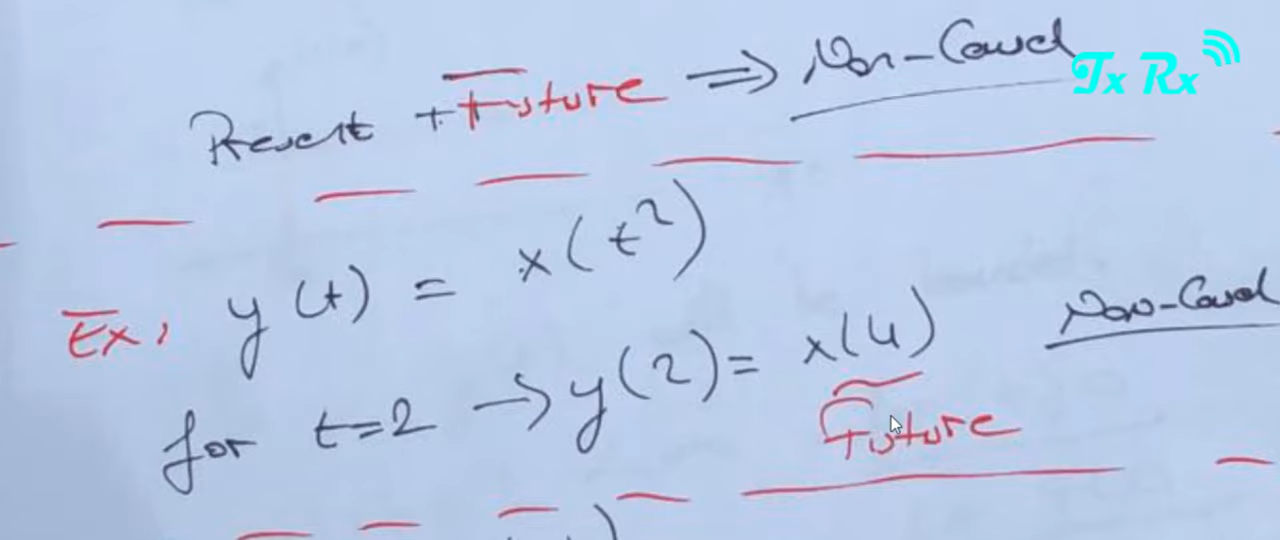 Present + Future ⇒ Non-Causal
Tx Rx
Ex, y(t) = x(t²)
for t=2 → y(2) = x(4) Non-Causal
Future